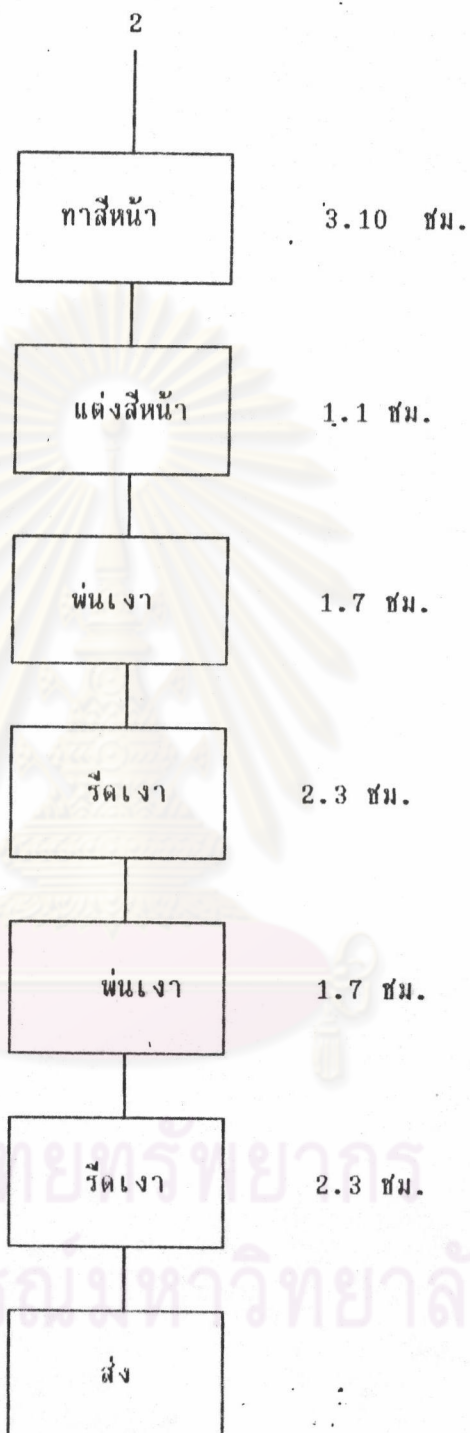 2
ทาสีหน้า 3.10 ชม.
แต่งสีหน้า 1.1 ชม.
พ่นเงา 1.7 ชม.
รีดเงา 2.3 ชม.
พ่นเงา 1.7 ชม.
รีดเงา 2.3 ชม.
ส่ง